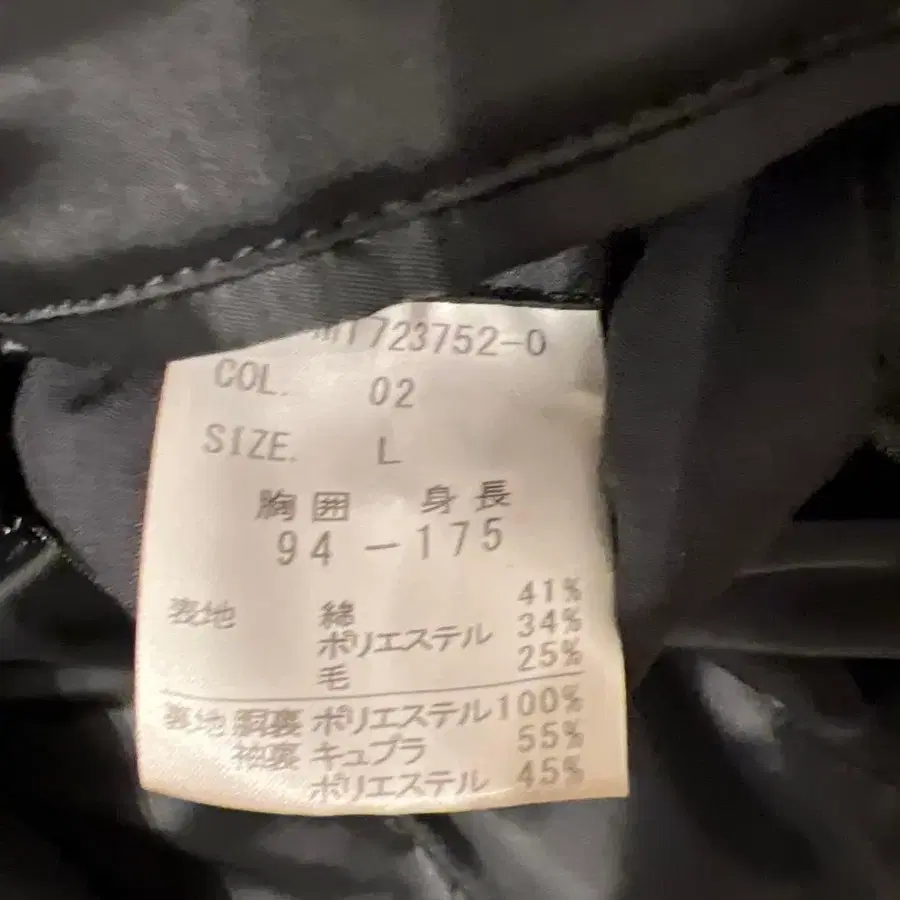 M1723752-0
COL. 02
SIZE. L
胸囲 身長
94 -175
表地 綿 41%
ポリエステル 34%
毛 25%
表地 胴裏 ポリエステル 100%
袖裏 キュプラ 55%
ポリエステル 45%